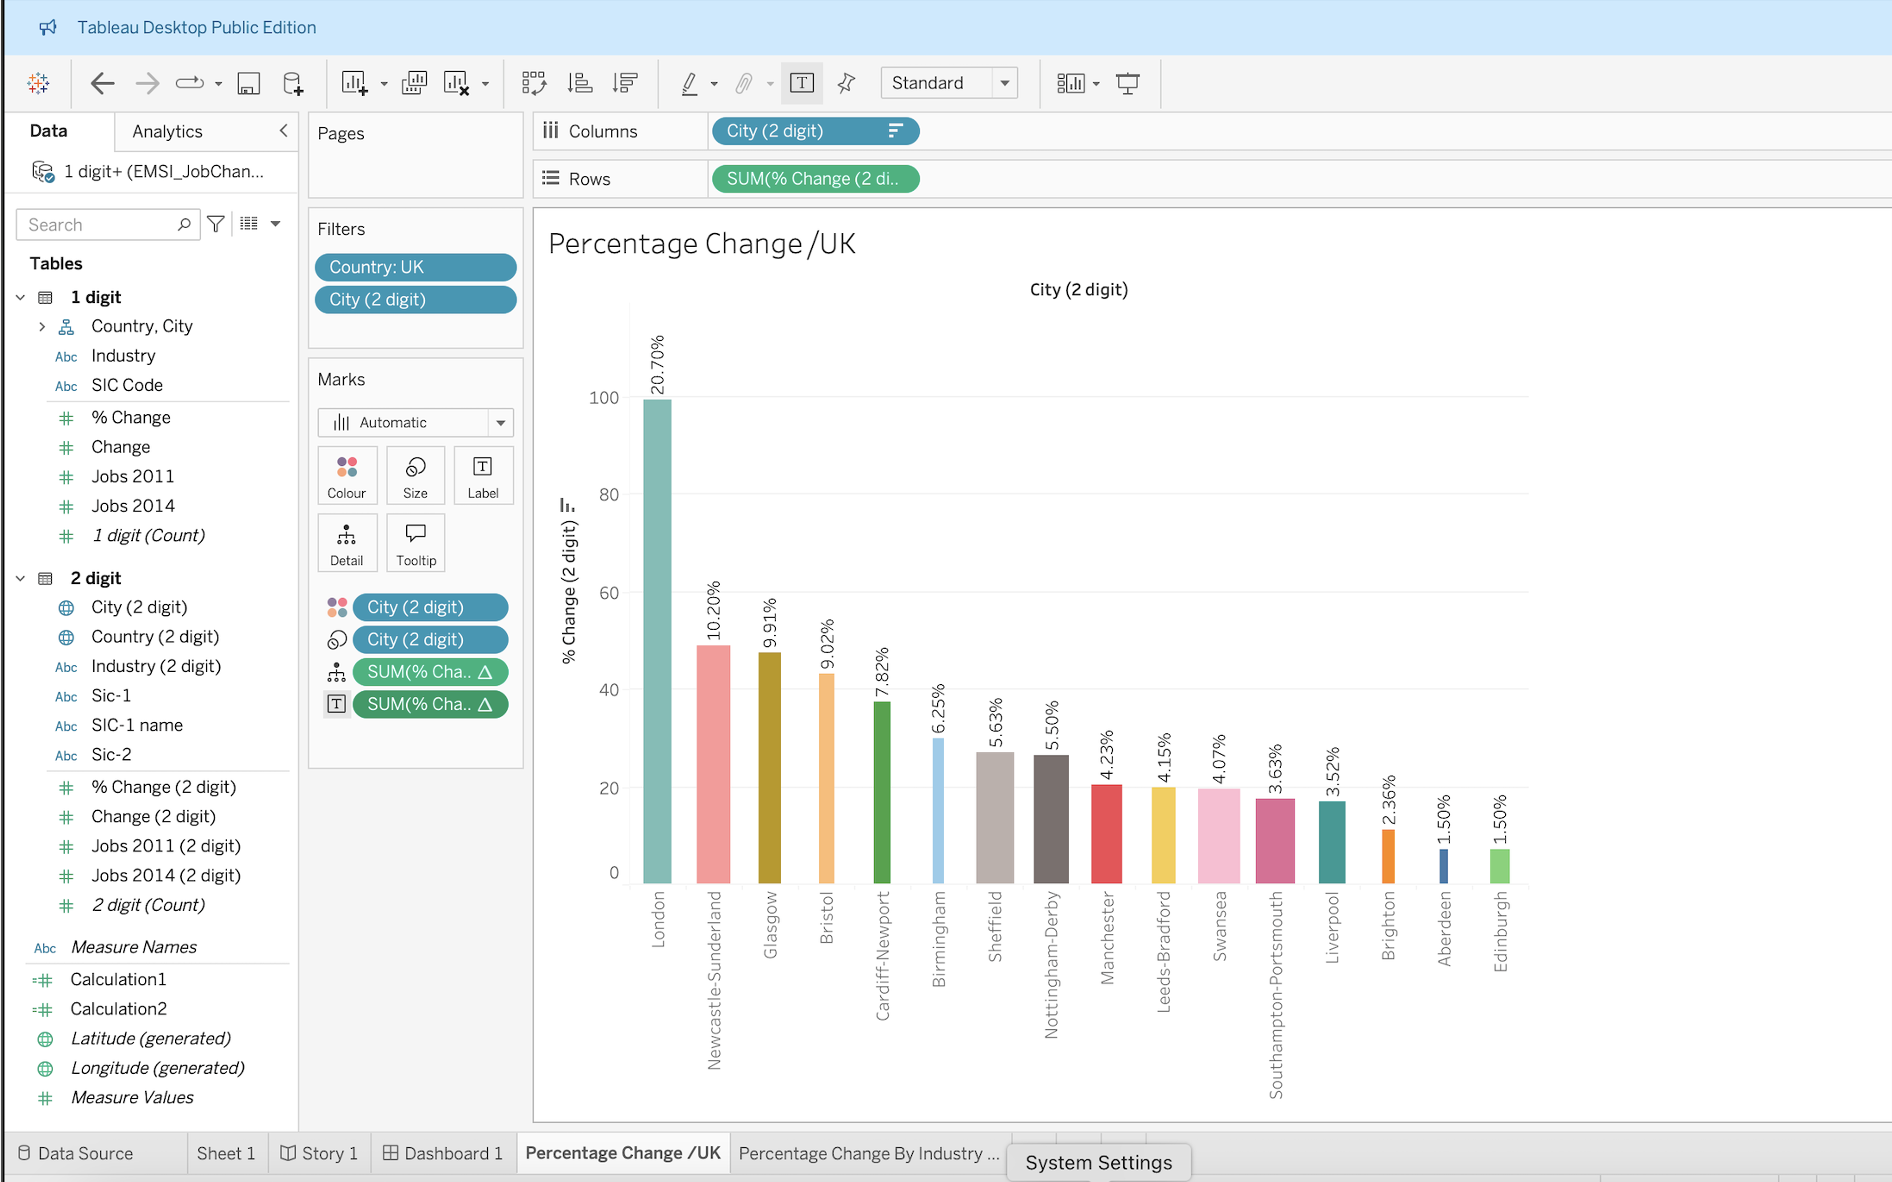 Tableau Desktop Public Edition
Standard
Data
Analytics
1 digit+ (EMSI_JobChan...
Search
Tables
1 digit
Country, City
Abc Industry
Abc SIC Code
% Change
Change
Jobs 2011
Jobs 2014
1 digit (Count)
2 digit
City (2 digit)
Country (2 digit)
Abc Industry (2 digit)
Abc Sic-1
Abc SIC-1 name
Abc Sic-2
% Change (2 digit)
Change (2 digit)
Jobs 2011 (2 digit)
Jobs 2014 (2 digit)
2 digit (Count)
Abc Measure Names
Calculation1
Calculation2
Latitude (generated)
Longitude (generated)
Measure Values
Pages
Filters
Country: UK
City (2 digit)
Marks
Automatic
Colour
Size
Label
Detail
Tooltip
City (2 digit)
City (2 digit)
SUM(% Cha.. △
SUM(% Cha.. △
Columns
City (2 digit)
Rows
SUM(% Change (2 di..
Percentage Change /UK
City (2 digit)
% Change (2 digit)
100
80
60
40
20
0
20.70%
10.20%
9.91%
9.02%
7.82%
6.25%
5.63%
5.50%
4.23%
4.15%
4.07%
3.63%
3.52%
2.36%
1.50%
1.50%
London
Newcastle-Sunderland
Glasgow
Bristol
Cardiff-Newport
Birmingham
Sheffield
Nottingham-Derby
Manchester
Leeds-Bradford
Swansea
Southampton-Portsmouth
Liverpool
Brighton
Aberdeen
Edinburgh
Data Source
Sheet 1
Story 1
Dashboard 1
Percentage Change /UK
Percentage Change By Industry ...
System Settings